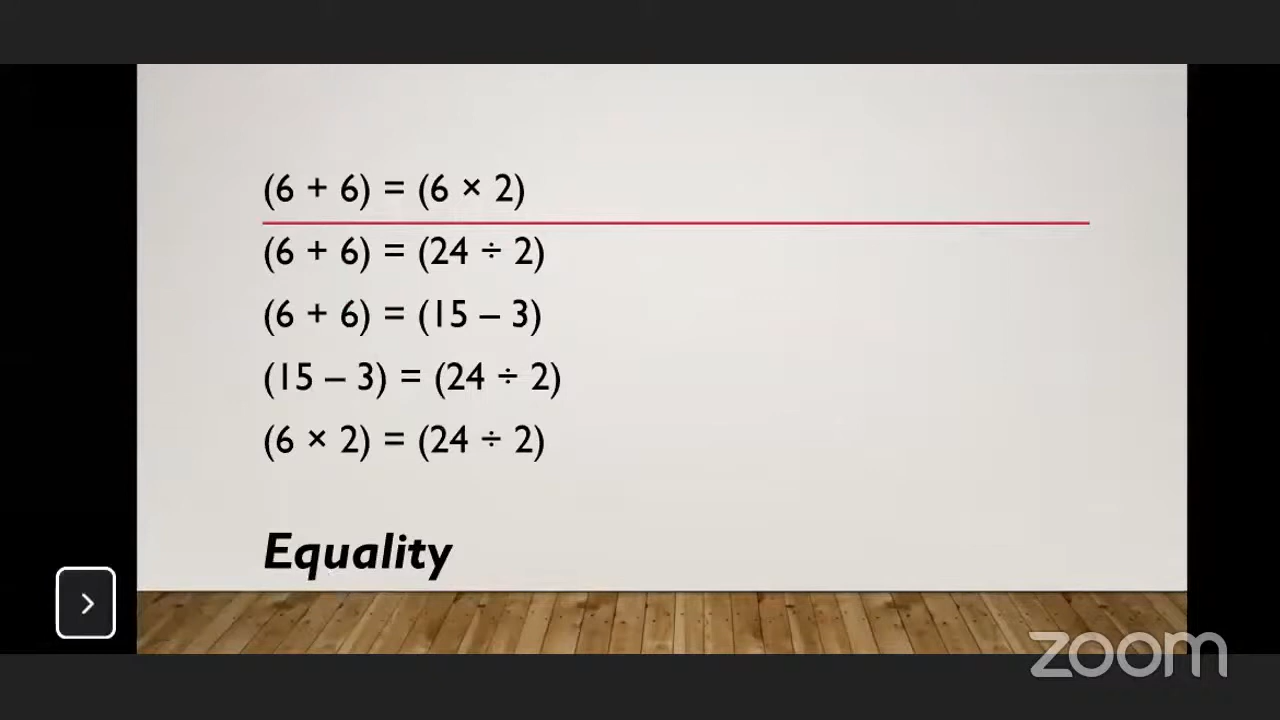 (6 + 6) = (6 × 2)
(6 + 6) = (24 ÷ 2)
(6 + 6) = (15 – 3)
(15 – 3) = (24 ÷ 2)
(6 × 2) = (24 ÷ 2)
Equality
zoom